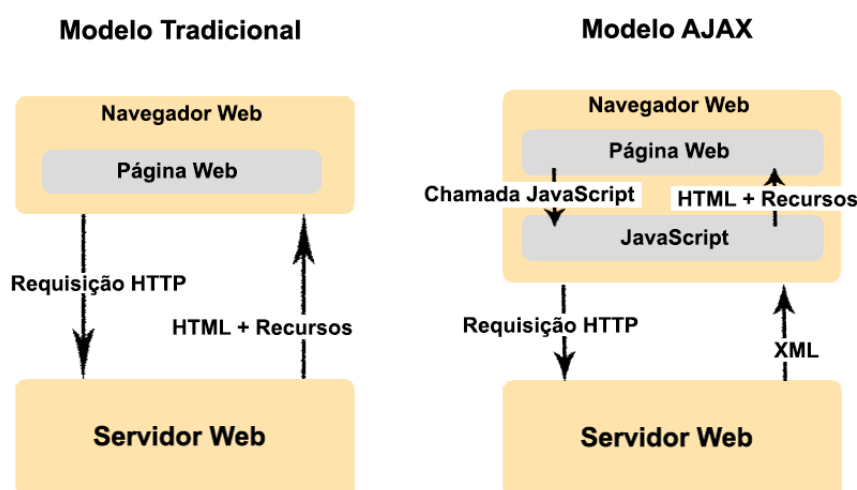 Modelo Tradicional
Navegador Web
Página Web
Requisição HTTP
HTML + Recursos
Servidor Web
Modelo AJAX
Navegador Web
Página Web
Chamada JavaScript
HTML + Recursos
JavaScript
Requisição HTTP
XML
Servidor Web